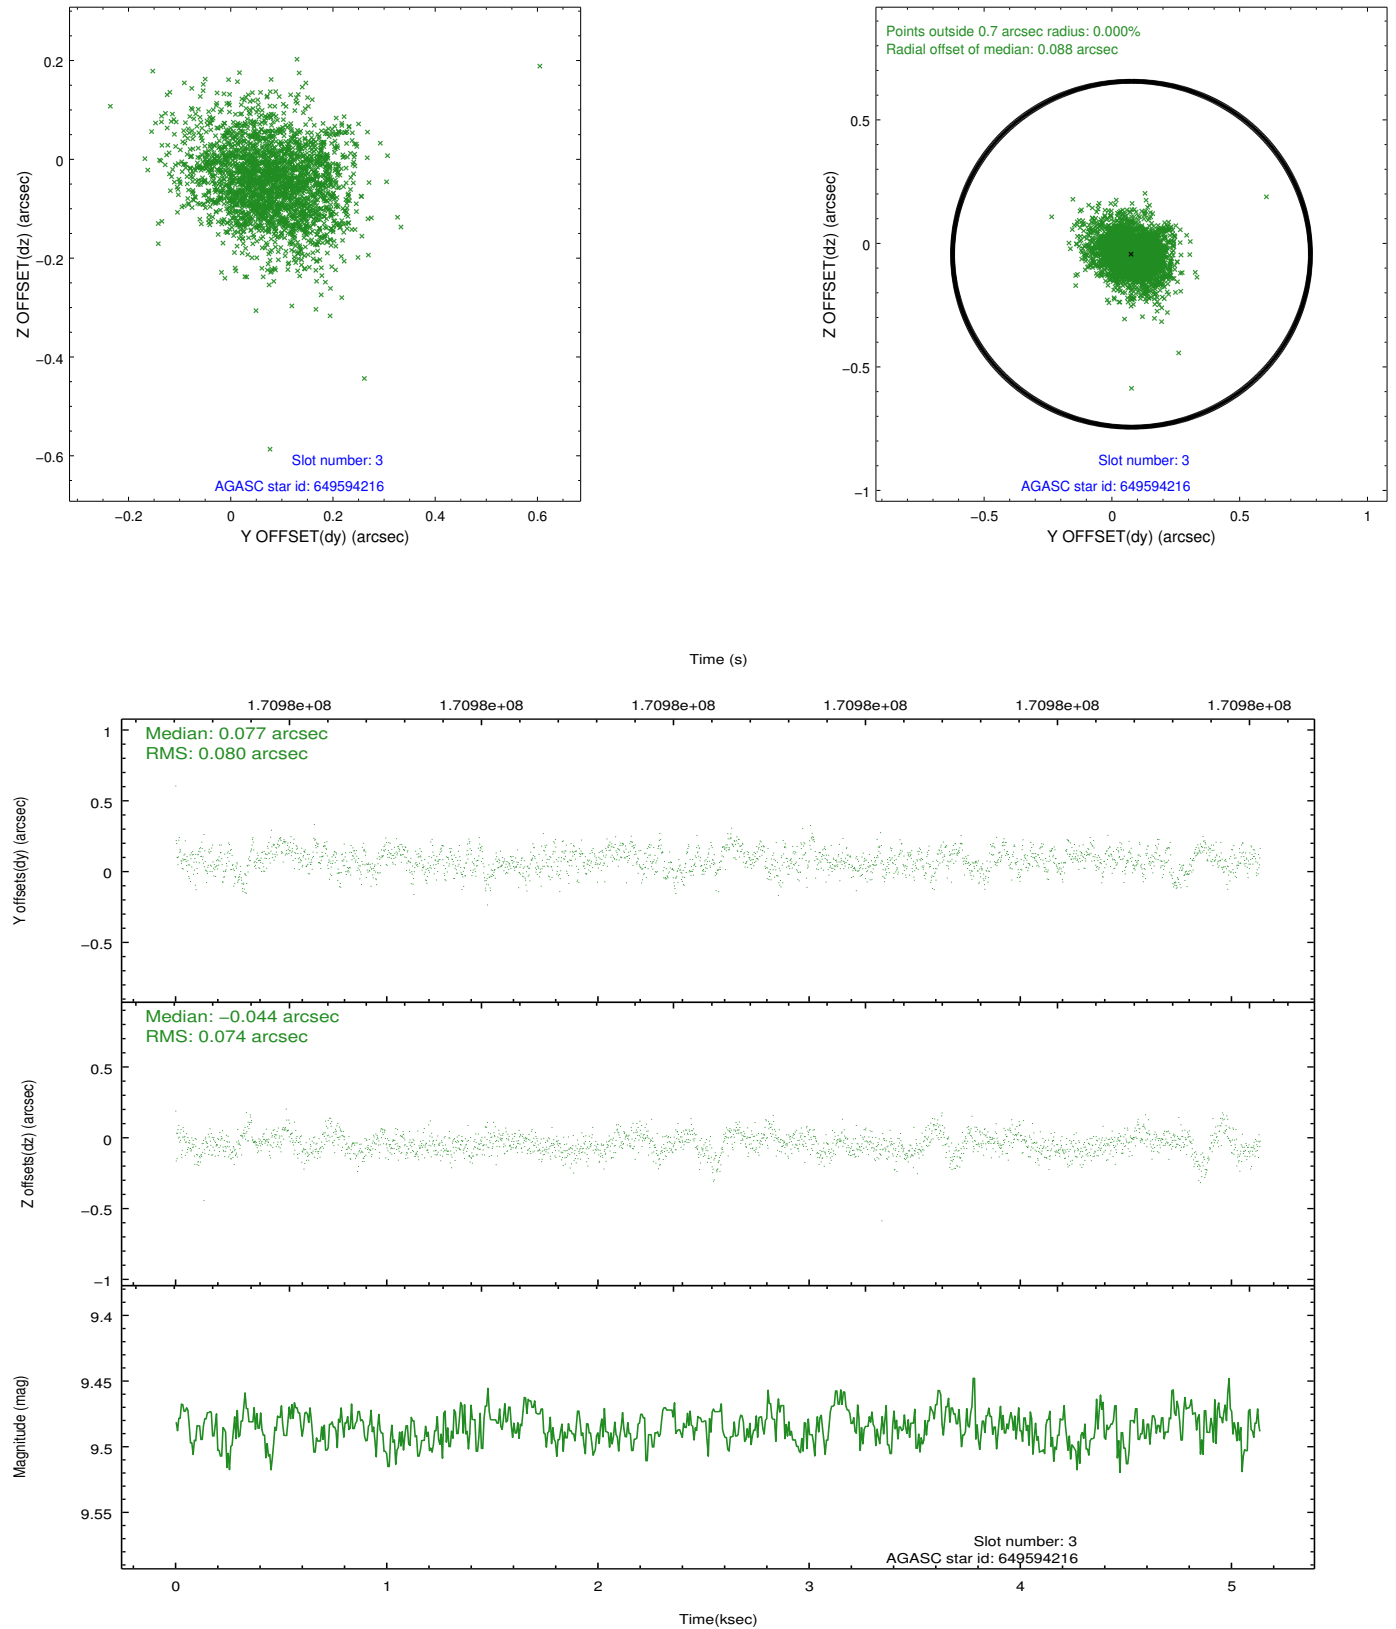 0.2
0
−0.2
−0.4
−0.6
Z OFFSET(dz) (arcsec)
Slot number: 3
AGASC star id: 649594216
−0.2
0
0.2
0.4
0.6
Y OFFSET(dy) (arcsec)
Points outside 0.7 arcsec radius: 0.000%
Radial offset of median: 0.088 arcsec
0.5
0
−0.5
−1
Z OFFSET(dz) (arcsec)
Slot number: 3
AGASC star id: 649594216
−0.5
0
0.5
1
Y OFFSET(dy) (arcsec)
Time (s)
1.7098e+08
1.7098e+08
1.7098e+08
1.7098e+08
1.7098e+08
1.7098e+08
Median: 0.077 arcsec
RMS: 0.080 arcsec
1
0.5
0
−0.5
Y offsets(dy) (arcsec)
Median: −0.044 arcsec
RMS: 0.074 arcsec
0.5
0
−0.5
−1
Z offsets(dz) (arcsec)
9.4
9.45
9.5
9.55
Magnitude (mag)
Slot number: 3
AGASC star id: 649594216
0
1
2
3
4
5
Time(ksec)